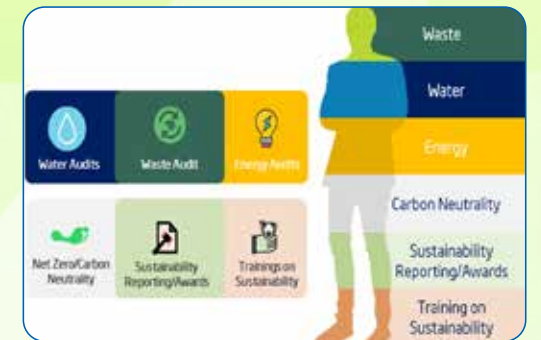 Water Audits
Waste Audit
Energy Audits
Net Zero/Carbon
Neutrality
Sustainability
Reporting/Awards
Trainings on
Sustainability
Waste
Water
Energy
Carbon Neutrality
Sustainability
Reporting/Awards
Training on
Sustainability